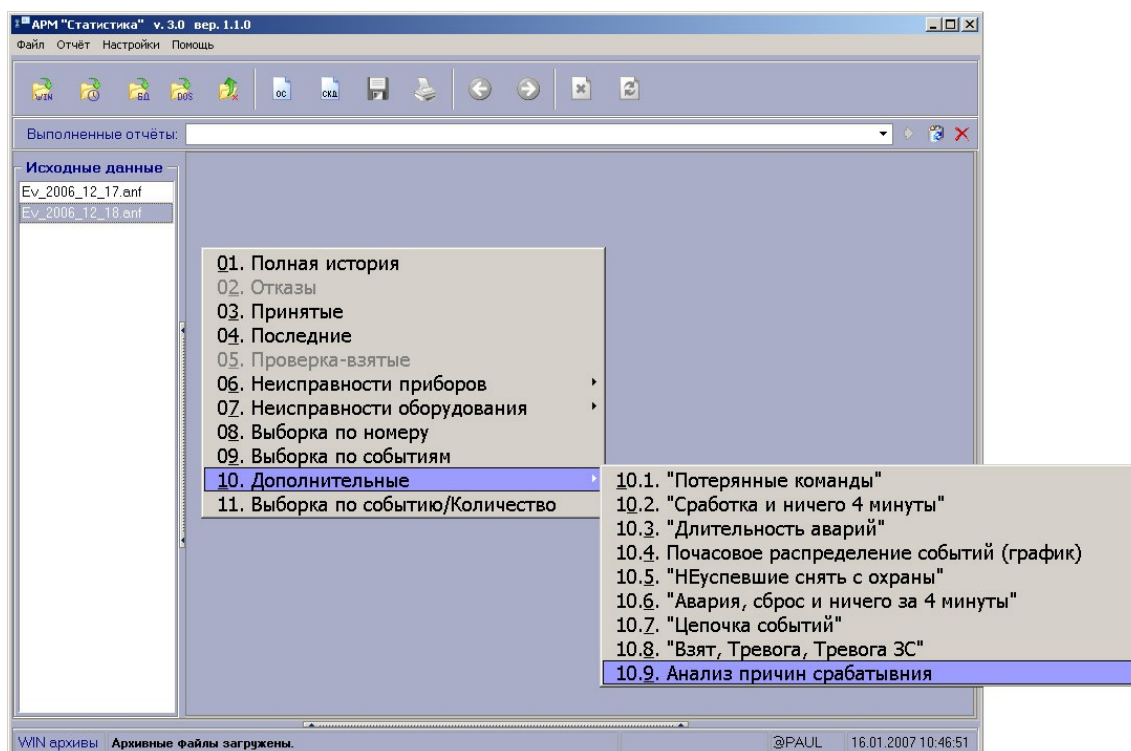 АРМ "Статистика" v. 3.0 вер. 1.1.0
Файл Отчёт Настройки Помощь
WIN БД DOS ОС СКД
Выполненные отчёты:
Исходные данные
Ev_2006_12_17.anf
Ev_2006_12_18.anf
01. Полная история
02. Отказы
03. Принятые
04. Последние
05. Проверка-взятые
06. Неисправности приборов
07. Неисправности оборудования
08. Выборка по номеру
09. Выборка по событиям
10. Дополнительные
11. Выборка по событию/Количество
10.1. "Потерянные команды"
10.2. "Сработка и ничего 4 минуты"
10.3. "Длительность аварий"
10.4. Почасовое распределение событий (график)
10.5. "НЕуспевшие снять с охраны"
10.6. "Авария, сброс и ничего за 4 минуты"
10.7. "Цепочка событий"
10.8. "Взят, Тревога, Тревога ЗС"
10.9. Анализ причин срабатывния
WIN архивы Архивные файлы загружены. @PAUL 16.01.2007 10:46:51